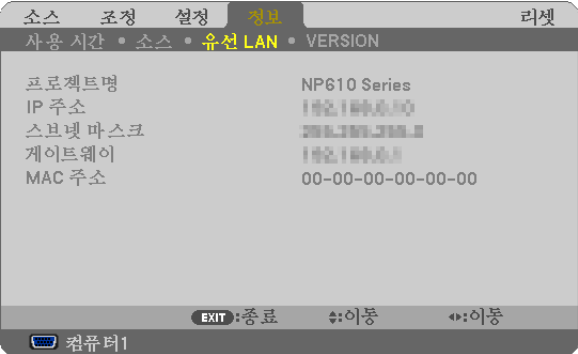 소스 조정 설정 정보 리셋
사용 시간 • 소스 • 유선 LAN • VERSION
프로젝트명 NP610 Series
IP 주소
스브넷 마스크
게이트웨이
MAC 주소 00-00-00-00-00-00
EXIT :종료 :이동 :이동
컴퓨터1